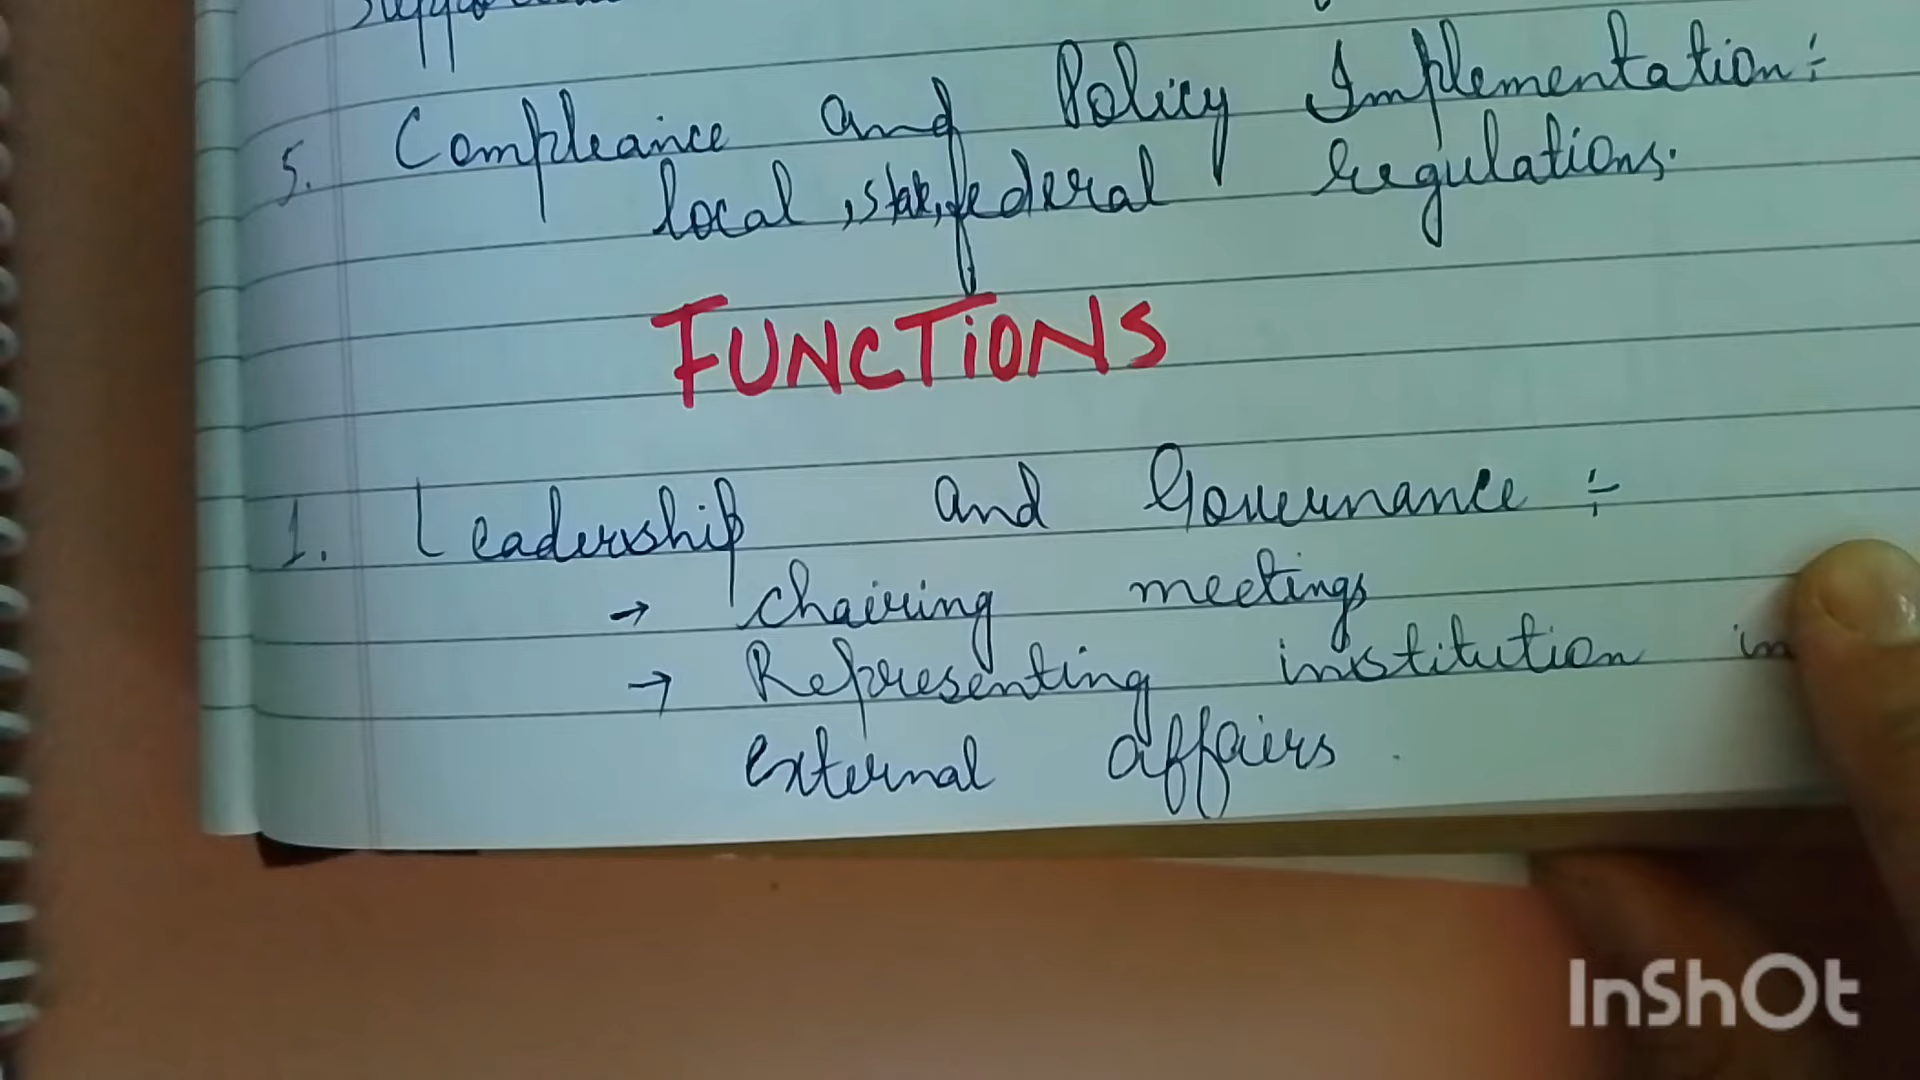 5. Compleance and Policy Implementation:-
local, state, federal regulations.
FUNCTIONS
1. Leadership and Governance:-
→ chairing meetings
→ Representing institution in
external affairs.
InShOt